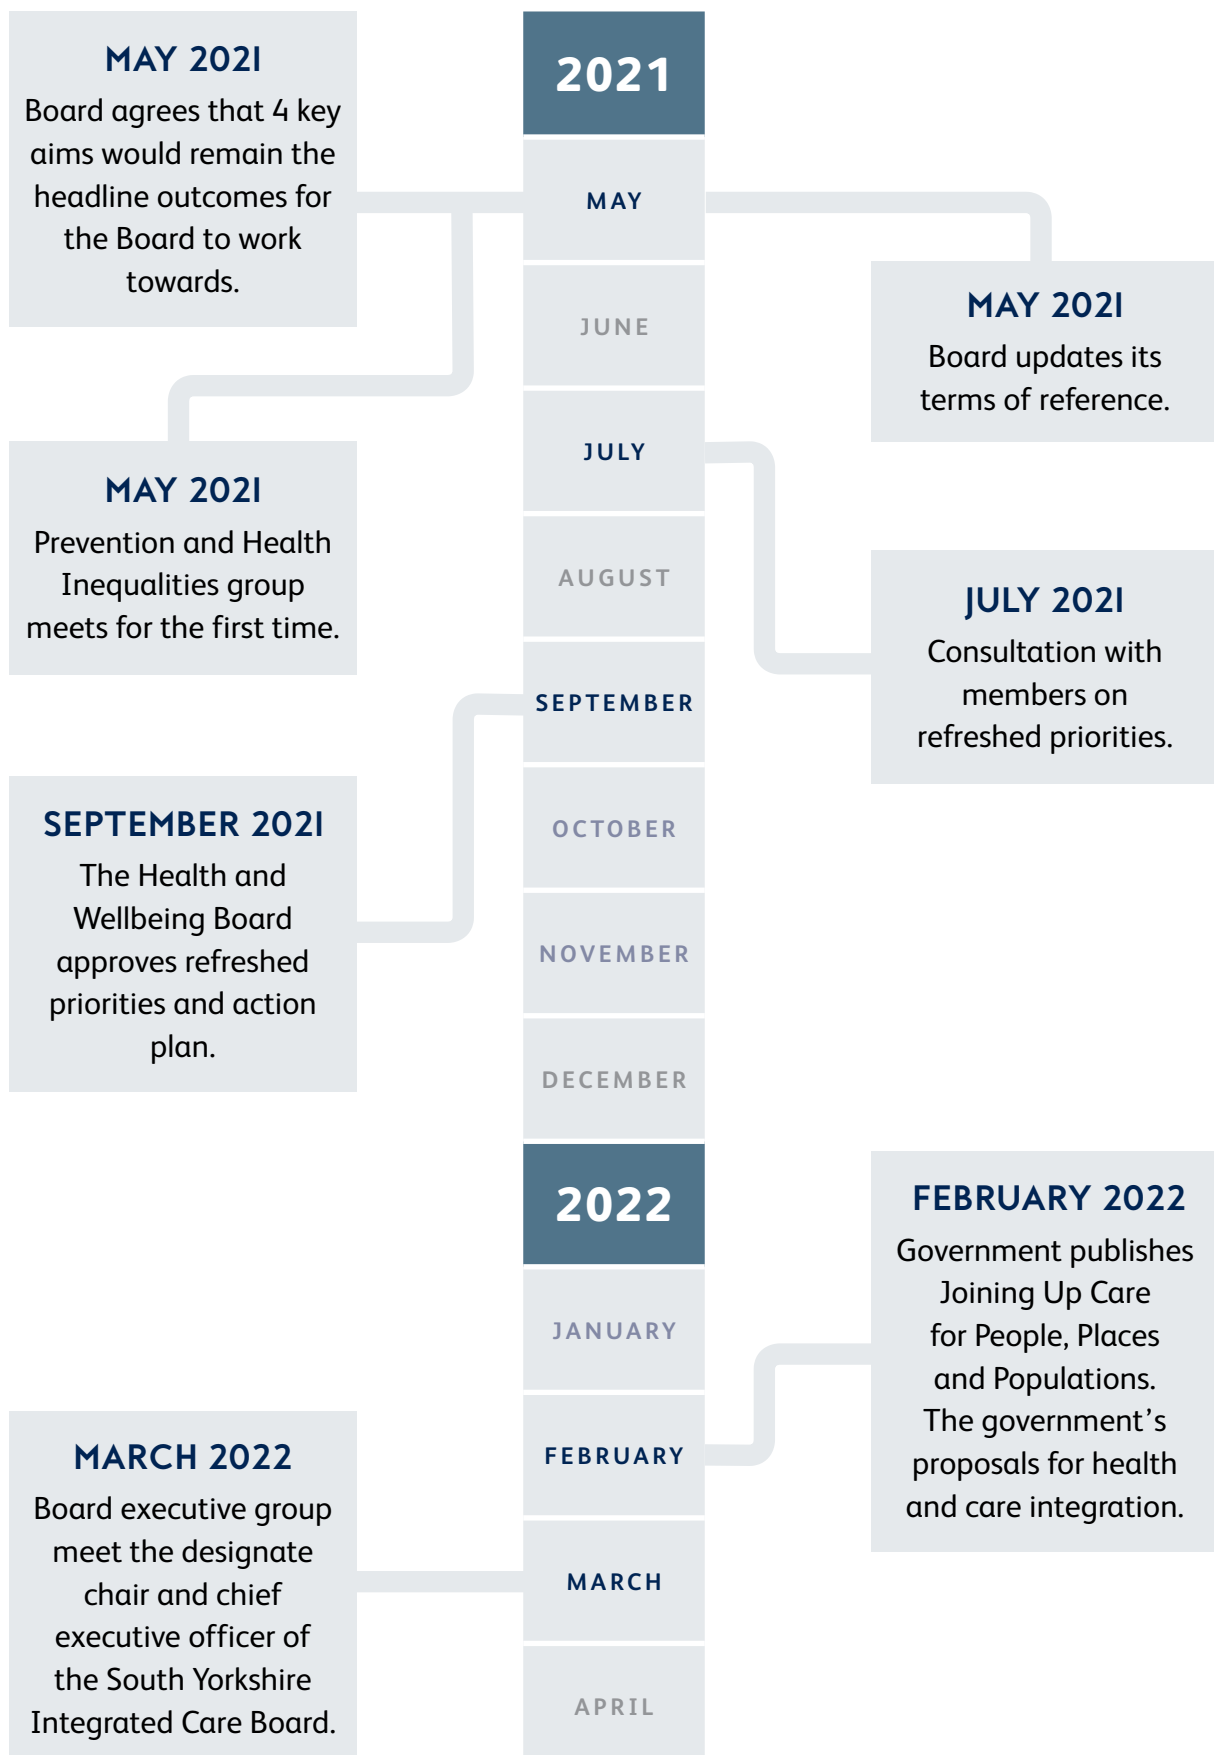 MAY 2021
Board agrees that 4 key
aims would remain the
headline outcomes for
the Board to work
towards.
MAY 2021
Prevention and Health
Inequalities group
meets for the first time.
SEPTEMBER 2021
The Health and
Wellbeing Board
approves refreshed
priorities and action
plan.
MARCH 2022
Board executive group
meet the designate
chair and chief
executive officer of
the South Yorkshire
Integrated Care Board.
2021
MAY
JUNE
JULY
AUGUST
SEPTEMBER
OCTOBER
NOVEMBER
DECEMBER
2022
JANUARY
FEBRUARY
MARCH
APRIL
MAY 2021
Board updates its
terms of reference.
JULY 2021
Consultation with
members on
refreshed priorities.
FEBRUARY 2022
Government publishes
Joining Up Care
for People, Places
and Populations.
The government’s
proposals for health
and care integration.